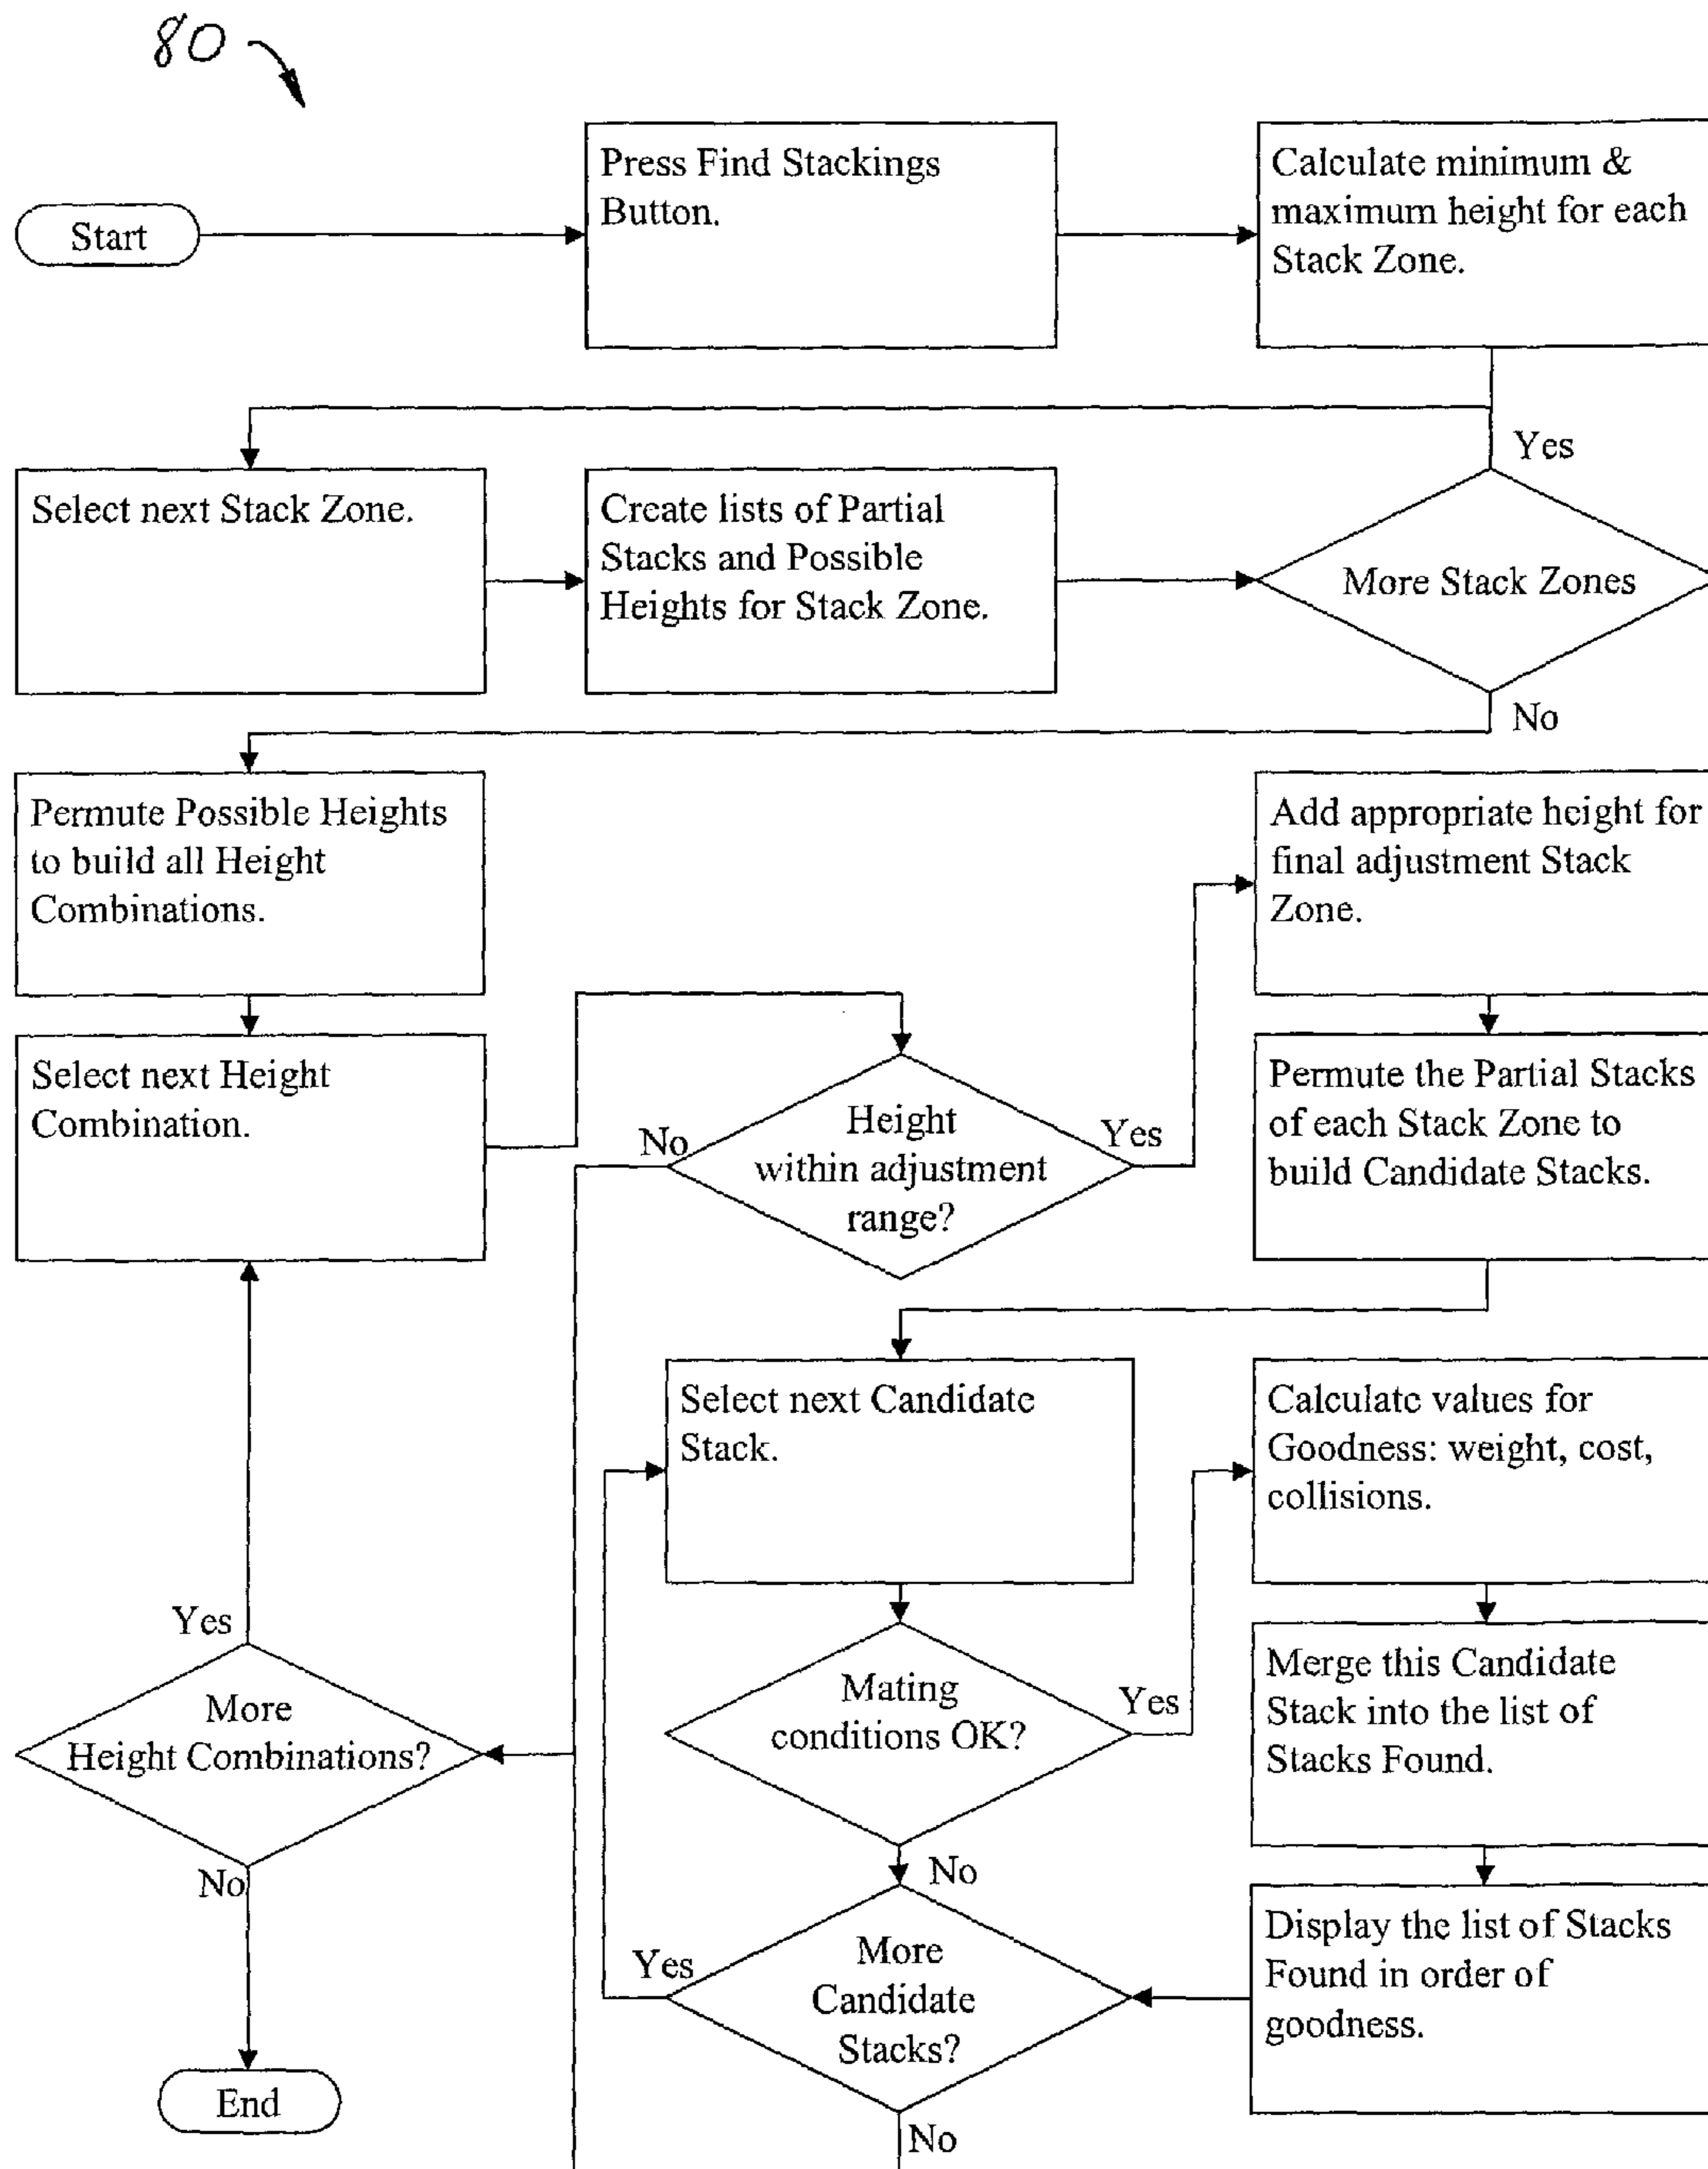 80
Start
Press Find Stackings
Button.
Calculate minimum &
maximum height for each
Stack Zone.
Yes
Select next Stack Zone.
Create lists of Partial
Stacks and Possible
Heights for Stack Zone.
More Stack Zones
No
Permute Possible Heights
to build all Height
Combinations.
Add appropriate height for
final adjustment Stack
Zone.
Select next Height
Combination.
No
Height
within adjustment
range?
Yes
Permute the Partial Stacks
of each Stack Zone to
build Candidate Stacks.
Select next Candidate
Stack.
Calculate values for
Goodness: weight, cost,
collisions.
Yes
More
Height Combinations?
No
Mating
conditions OK?
Yes
No
Merge this Candidate
Stack into the list of
Stacks Found.
Yes
More
Candidate
Stacks?
No
Display the list of Stacks
Found in order of
goodness.
End